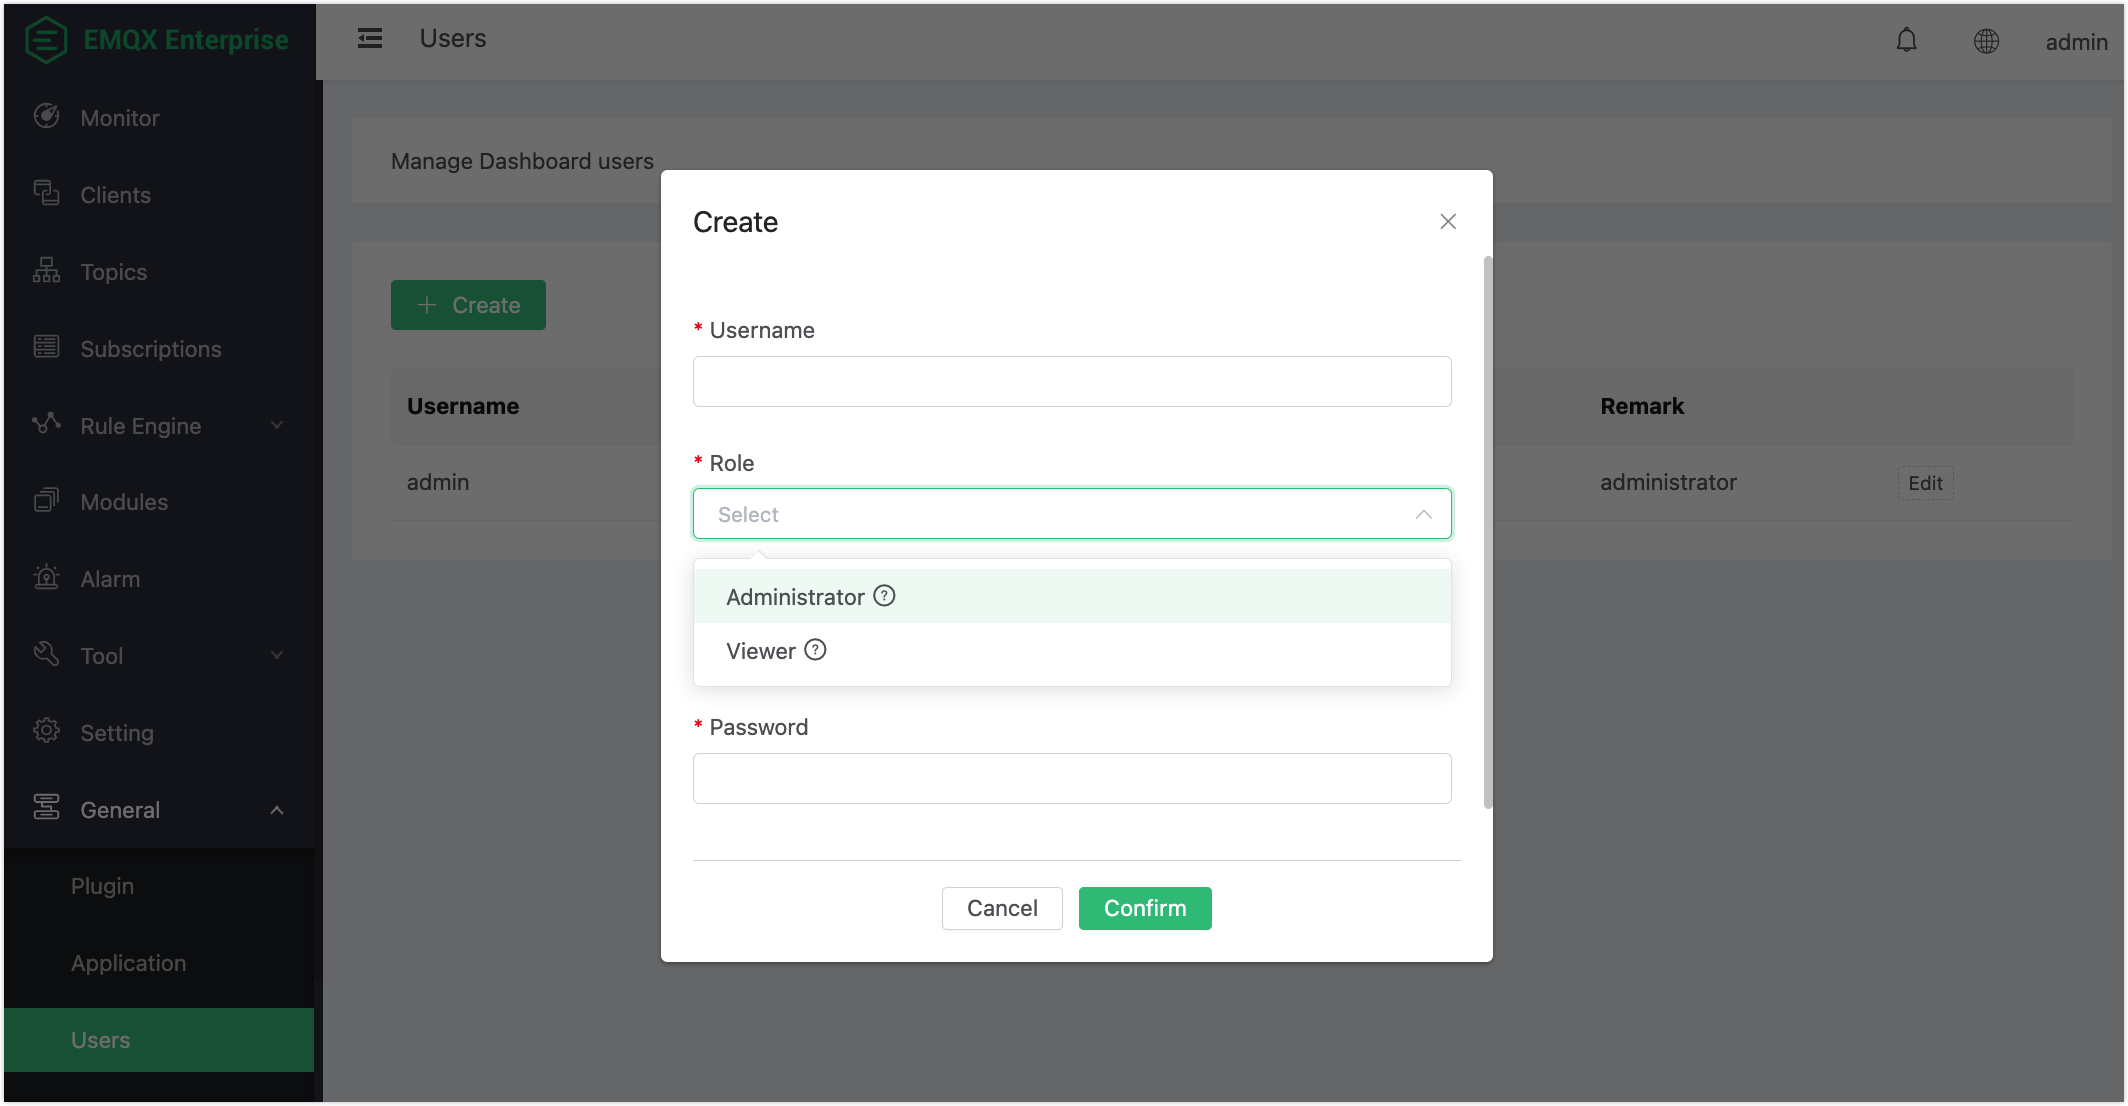 EMQX Enterprise
Users
admin
Monitor
Clients
Topics
Subscriptions
Rule Engine
Modules
Alarm
Tool
Setting
General
Plugin
Application
Users
Manage Dashboard users
+ Create
Username
Remark
admin
administrator
Edit
Create
* Username
* Role
Select
Administrator ?
Viewer ?
* Password
Cancel
Confirm